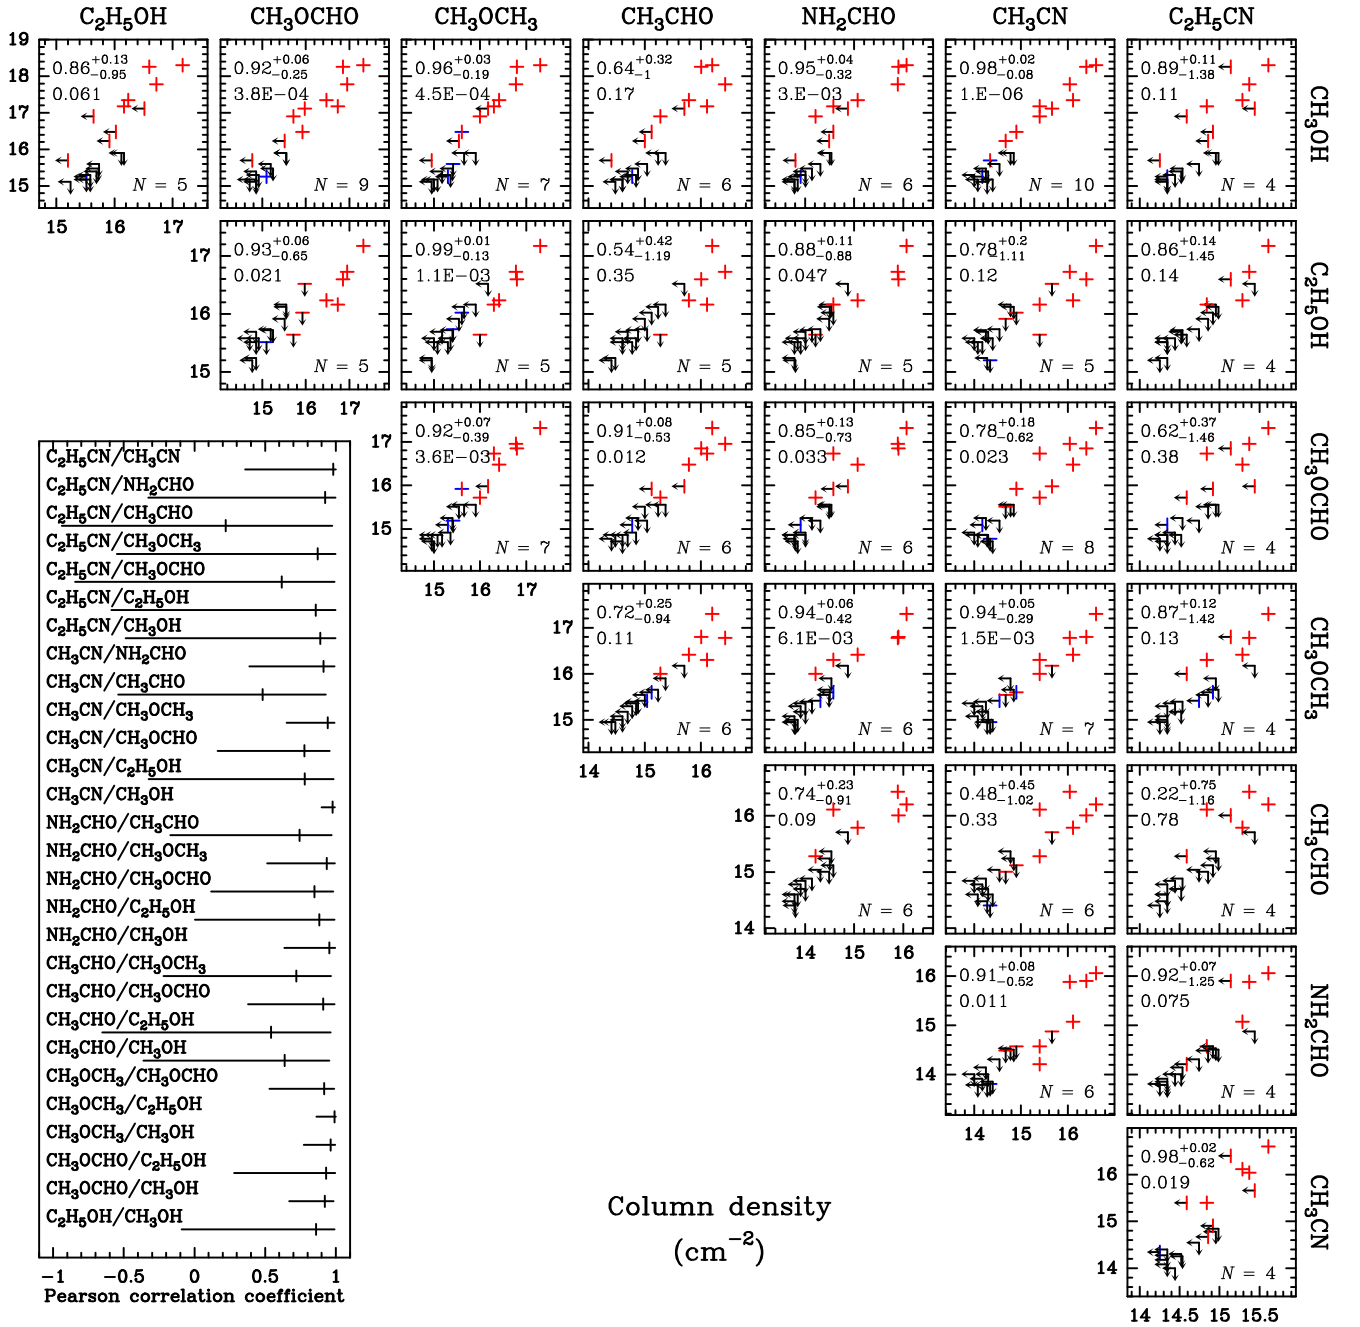 C₂H₅OH CH₃OCHO CH₃OCH₃ CH₃CHO NH₂CHO CH₃CN C₂H₅CN
19
18
17
16
15
0.86+0.13−0.95 0.92+0.06−0.25 0.96+0.03−0.19 0.64+0.32−1 0.95+0.04−0.32 0.98+0.02−0.08 0.89+0.11−1.38
0.061 3.8E−04 4.5E−04 0.17 3.E−03 1.E−06 0.11
N = 5 N = 9 N = 7 N = 6 N = 6 N = 10 N = 4
CH₃OH
15 16 17
17
16
15
0.93+0.06−0.65 0.99+0.01−0.13 0.54+0.42−1.19 0.88+0.11−0.88 0.78+0.2−1.11 0.86+0.14−1.45
0.021 1.1E−03 0.35 0.047 0.12 0.14
N = 5 N = 5 N = 5 N = 5 N = 5 N = 4
C₂H₅OH
15 16 17
17
16
15
0.92+0.07−0.39 0.91+0.08−0.53 0.85+0.13−0.73 0.78+0.18−0.62 0.62+0.37−1.46
3.6E−03 0.012 0.033 0.023 0.38
N = 7 N = 6 N = 6 N = 8 N = 4
CH₃OCHO
15 16 17
17
16
15
0.72+0.25−0.94 0.94+0.06−0.42 0.94+0.05−0.29 0.87+0.12−1.42
0.11 6.1E−03 1.5E−03 0.13
N = 6 N = 6 N = 7 N = 4
CH₃OCH₃
14 15 16
16
15
14
0.74+0.23−0.91 0.48+0.45−1.02 0.22+0.75−1.16
0.09 0.33 0.78
N = 6 N = 6 N = 4
CH₃CHO
14 15 16
16
15
14
0.91+0.08−0.52 0.92+0.07−1.25
0.011 0.075
N = 6 N = 4
NH₂CHO
14 15 16
16
15
14
0.98+0.02−0.62
0.019
N = 4
CH₃CN
14 14.5 15 15.5
C₂H₅CN/CH₃CN
C₂H₅CN/NH₂CHO
C₂H₅CN/CH₃CHO
C₂H₅CN/CH₃OCH₃
C₂H₅CN/CH₃OCHO
C₂H₅CN/C₂H₅OH
C₂H₅CN/CH₃OH
CH₃CN/NH₂CHO
CH₃CN/CH₃CHO
CH₃CN/CH₃OCH₃
CH₃CN/CH₃OCHO
CH₃CN/C₂H₅OH
CH₃CN/CH₃OH
NH₂CHO/CH₃CHO
NH₂CHO/CH₃OCH₃
NH₂CHO/CH₃OCHO
NH₂CHO/C₂H₅OH
NH₂CHO/CH₃OH
CH₃CHO/CH₃OCH₃
CH₃CHO/CH₃OCHO
CH₃CHO/C₂H₅OH
CH₃CHO/CH₃OH
CH₃OCH₃/CH₃OCHO
CH₃OCH₃/C₂H₅OH
CH₃OCH₃/CH₃OH
CH₃OCHO/C₂H₅OH
CH₃OCHO/CH₃OH
C₂H₅OH/CH₃OH
−1 −0.5 0 0.5 1
Pearson correlation coefficient
Column density
(cm⁻²)